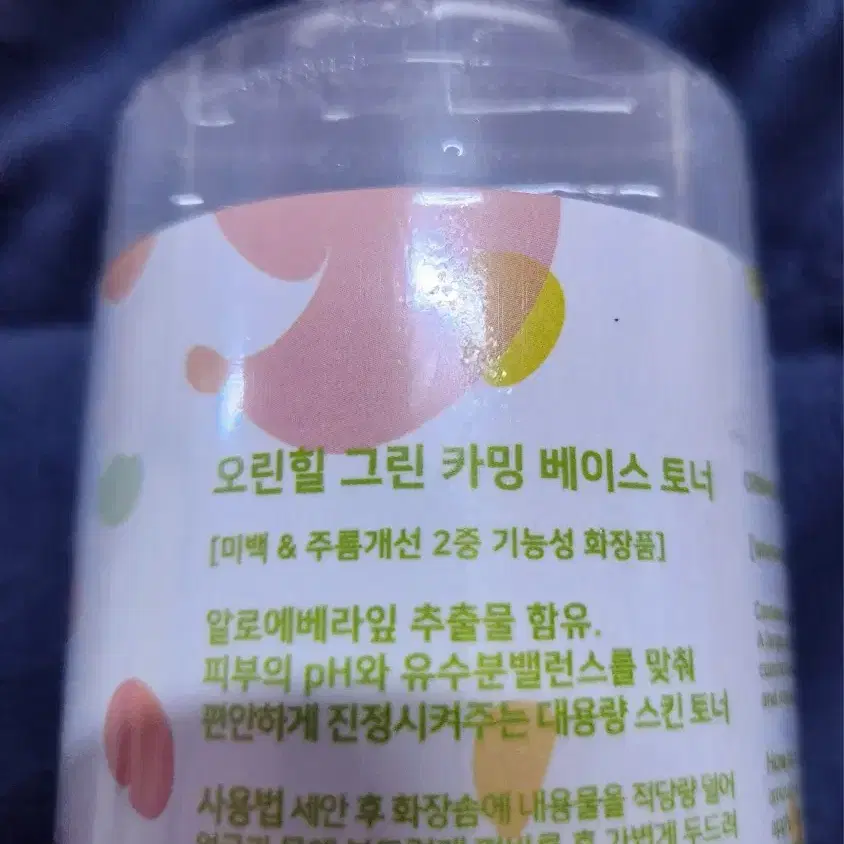 오린힐 그린 카밍 베이스 토너
[미백 & 주름개선 2중 기능성 화장품]
알로에베라잎 추출물 함유.
피부의 pH와 유수분밸런스를 맞춰
편안하게 진정시켜주는 대용량 스킨 토너
사용법 세안 후 화장솜에 내용물을 적당량 덜어